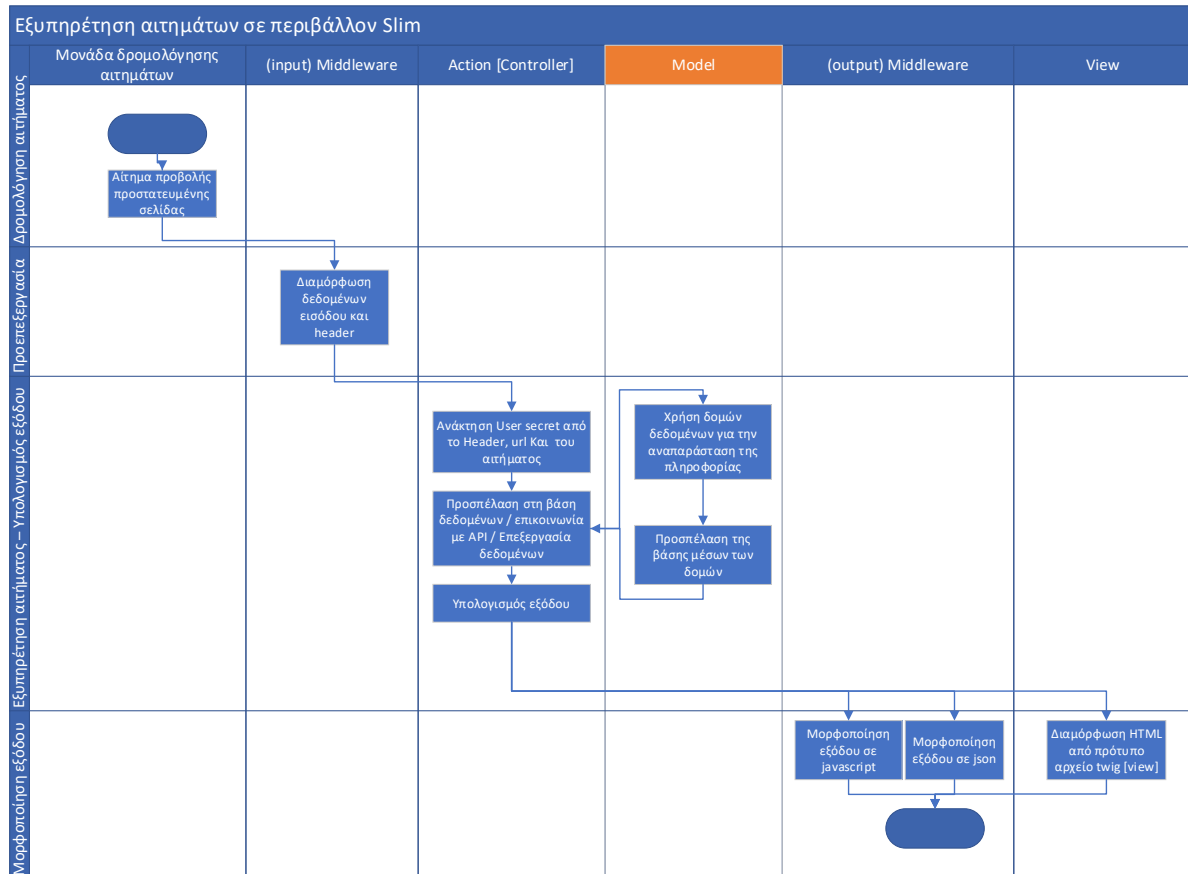 Εξυπηρέτηση αιτημάτων σε περιβάλλον Slim
Μονάδα δρομολόγησης
αιτημάτων
(input) Middleware
Action [Controller]
Model
(output) Middleware
View
Δρομολόγηση αιτήματος
Αίτημα προβολής
προστατευμένης
σελίδας
Προεπεξεργασία
Διαμόρφωση
δεδομένων
εισόδου και
header
Εξυπηρέτηση αιτήματος – Υπολογισμός εξόδου
Ανάκτηση User secret από
το Header, url Και του
αιτήματος
Χρήση δομών
δεδομένων για την
αναπαράσταση της
πληροφορίας
Προσπέλαση στη βάση
δεδομένων / επικοινωνία
με API / Επεξεργασία
δεδομένων
Προσπέλαση της
βάσης μέσων των
δομών
Υπολογισμός εξόδου
Μορφοποίηση εξόδου
Μορφοποίηση
εξόδου σε
javascript
Μορφοποίηση
εξόδου σε json
Διαμόρφωση HTML
από πρότυπο
αρχείο twig [view]